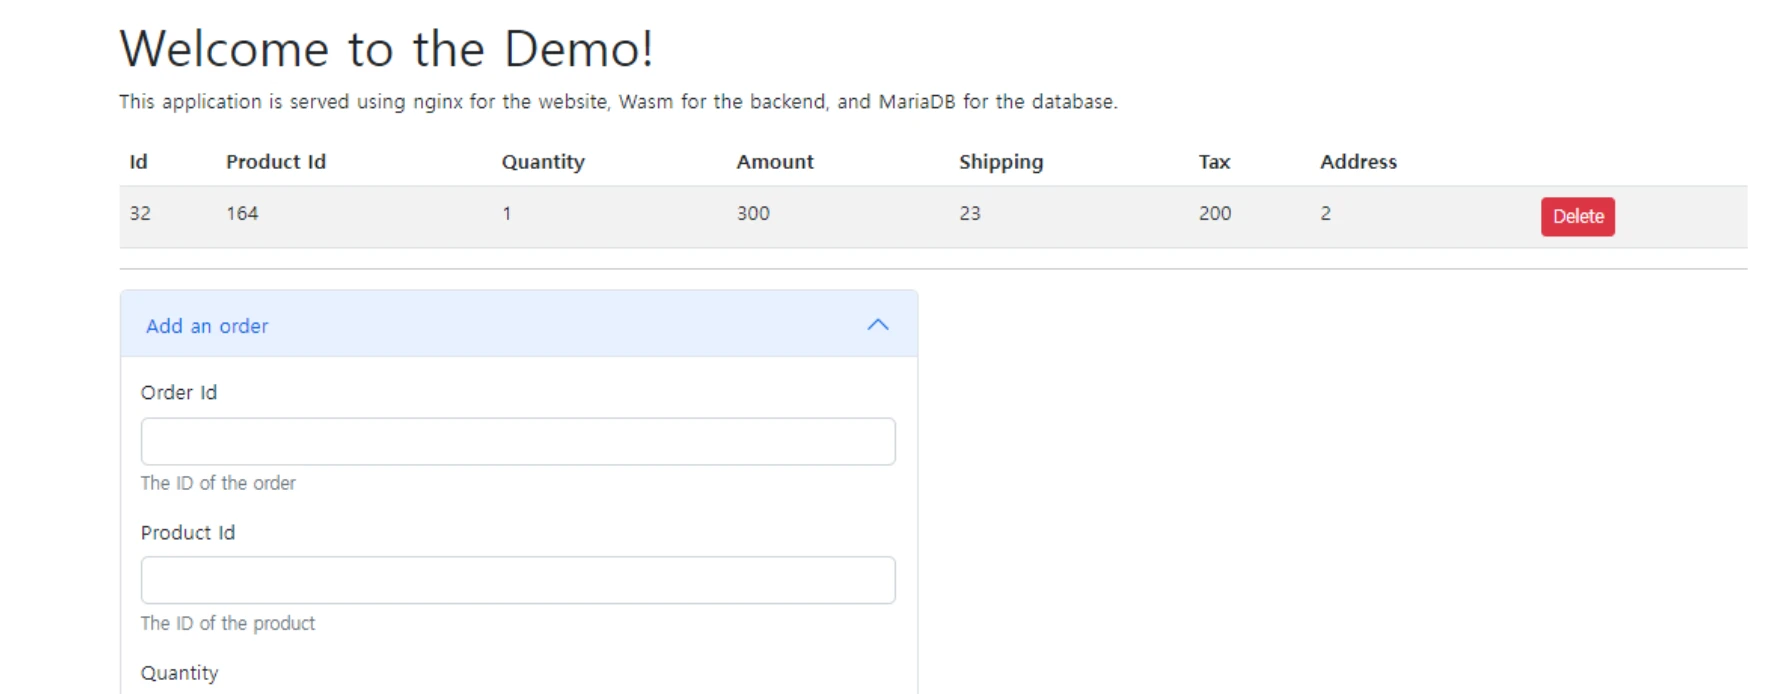 Welcome to the Demo!
This application is served using nginx for the website, Wasm for the backend, and MariaDB for the database.
Id Product Id Quantity Amount Shipping Tax Address
32 164 1 300 23 200 2 Delete
Add an order
Order Id
The ID of the order
Product Id
The ID of the product
Quantity